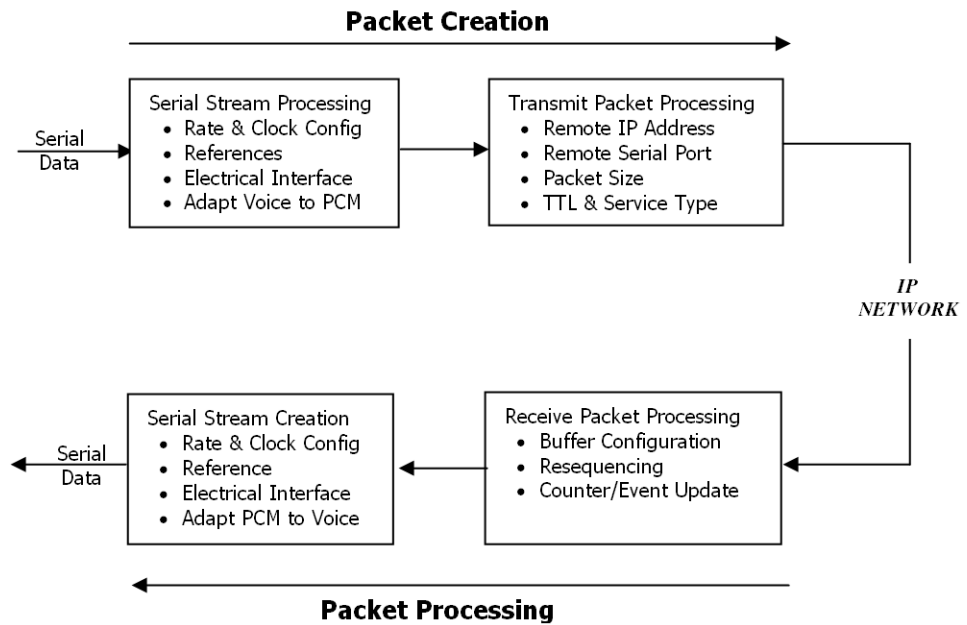 Packet Creation
Serial Stream Processing
• Rate & Clock Config
• References
• Electrical Interface
• Adapt Voice to PCM
Transmit Packet Processing
• Remote IP Address
• Remote Serial Port
• Packet Size
• TTL & Service Type
Serial
Data
IP
NETWORK
Receive Packet Processing
• Buffer Configuration
• Resequencing
• Counter/Event Update
Serial Stream Creation
• Rate & Clock Config
• Reference
• Electrical Interface
• Adapt PCM to Voice
Serial
Data
Packet Processing